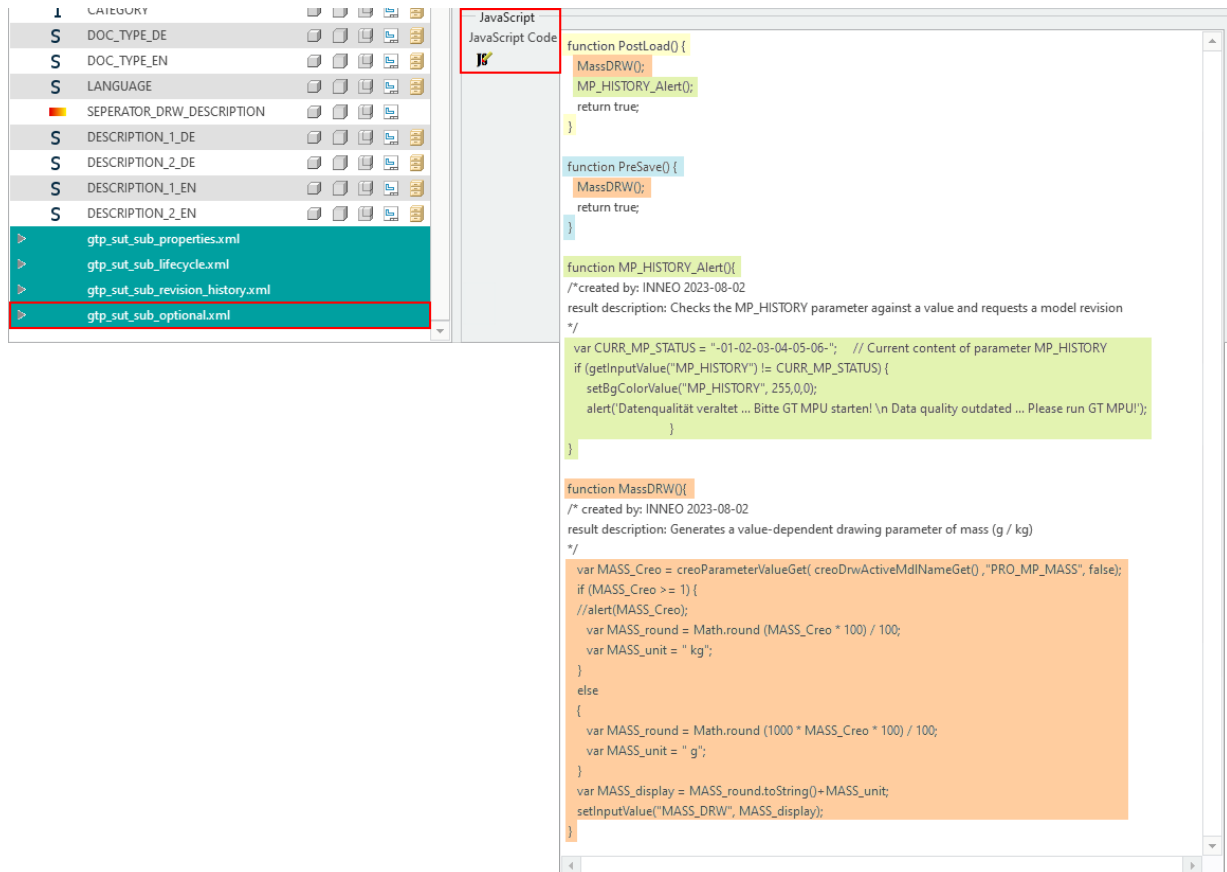 CATEGORY
S DOC_TYPE_DE
S DOC_TYPE_EN
S LANGUAGE
SEPERATOR_DRW_DESCRIPTION
S DESCRIPTION_1_DE
S DESCRIPTION_2_DE
S DESCRIPTION_1_EN
S DESCRIPTION_2_EN
gtp_sut_sub_properties.xml
gtp_sut_sub_lifecycle.xml
gtp_sut_sub_revision_history.xml
gtp_sut_sub_optional.xml
JavaScript
JavaScript Code
function PostLoad() {
MassDRW();
MP_HISTORY_Alert();
return true;
}
function PreSave() {
MassDRW();
return true;
}
function MP_HISTORY_Alert(){
/*created by: INNEO 2023-08-02
result description: Checks the MP_HISTORY parameter against a value and requests a model revision
*/
var CURR_MP_STATUS = "-01-02-03-04-05-06-"; // Current content of parameter MP_HISTORY
if (getInputValue("MP_HISTORY") != CURR_MP_STATUS) {
setBgColorValue("MP_HISTORY", 255,0,0);
alert('Datenqualität veraltet ... Bitte GT MPU starten! \n Data quality outdated ... Please run GT MPU!');
}
}
function MassDRW(){
/* created by: INNEO 2023-08-02
result description: Generates a value-dependent drawing parameter of mass (g / kg)
*/
var MASS_Creo = creoParameterValueGet( creoDrwActiveMdlNameGet() ,"PRO_MP_MASS", false);
if (MASS_Creo >= 1) {
//alert(MASS_Creo);
var MASS_round = Math.round (MASS_Creo * 100) / 100;
var MASS_unit = " kg";
}
else
{
var MASS_round = Math.round (1000 * MASS_Creo * 100) / 100;
var MASS_unit = " g";
}
var MASS_display = MASS_round.toString()+MASS_unit;
setInputValue("MASS_DRW", MASS_display);
}